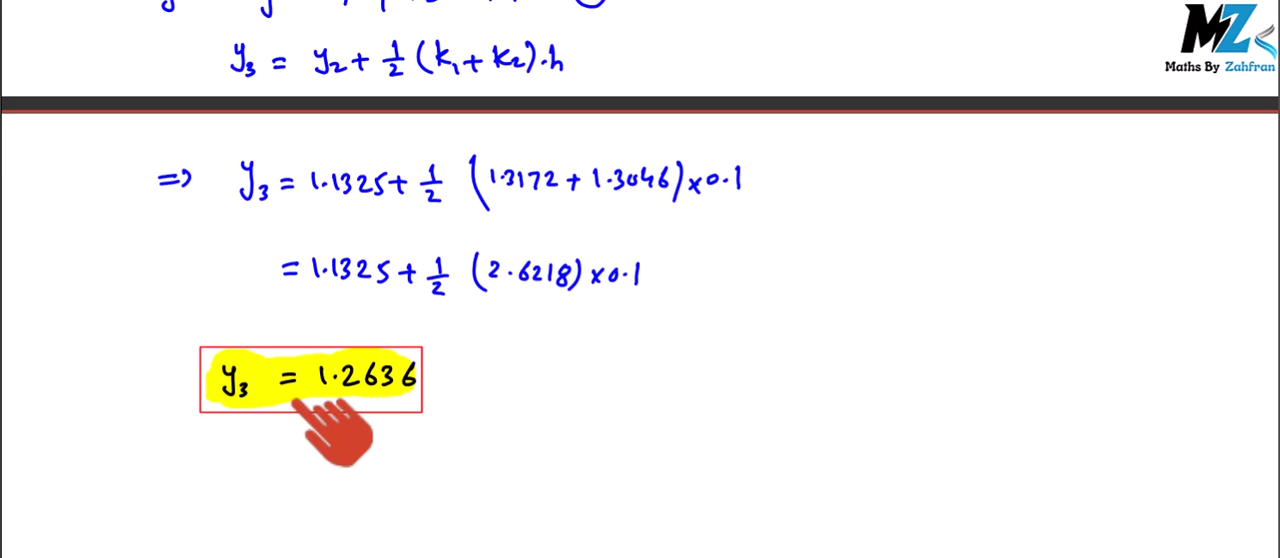 y₃ = y₂ + 1/2 (k₁ + k₂).h
MZ
Maths By Zahfran
=> y₃ = 1.1325 + 1/2 (1.3172 + 1.3046) × 0.1
= 1.1325 + 1/2 (2.6218) × 0.1
y₃ = 1.2636